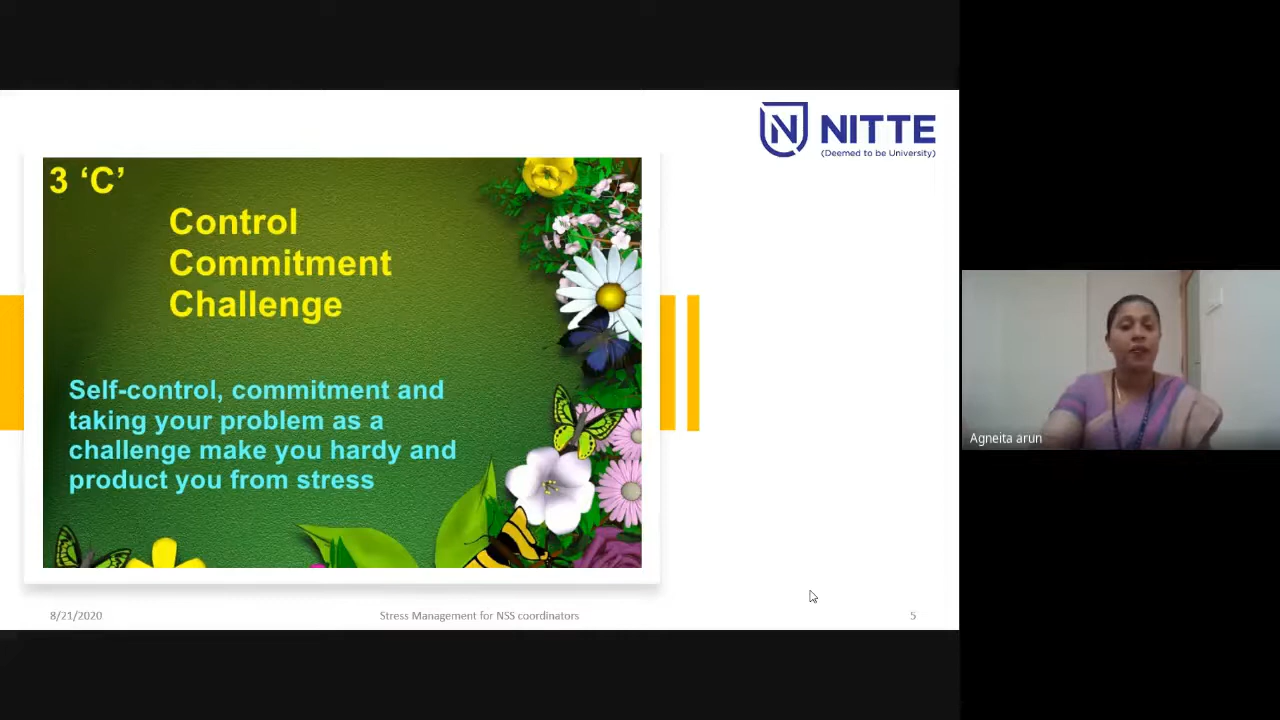 NITTE
(Deemed to be University)
3 ‘C’
Control
Commitment
Challenge
Self-control, commitment and
taking your problem as a
challenge make you hardy and
product you from stress
Agneita arun
8/21/2020
Stress Management for NSS coordinators
5